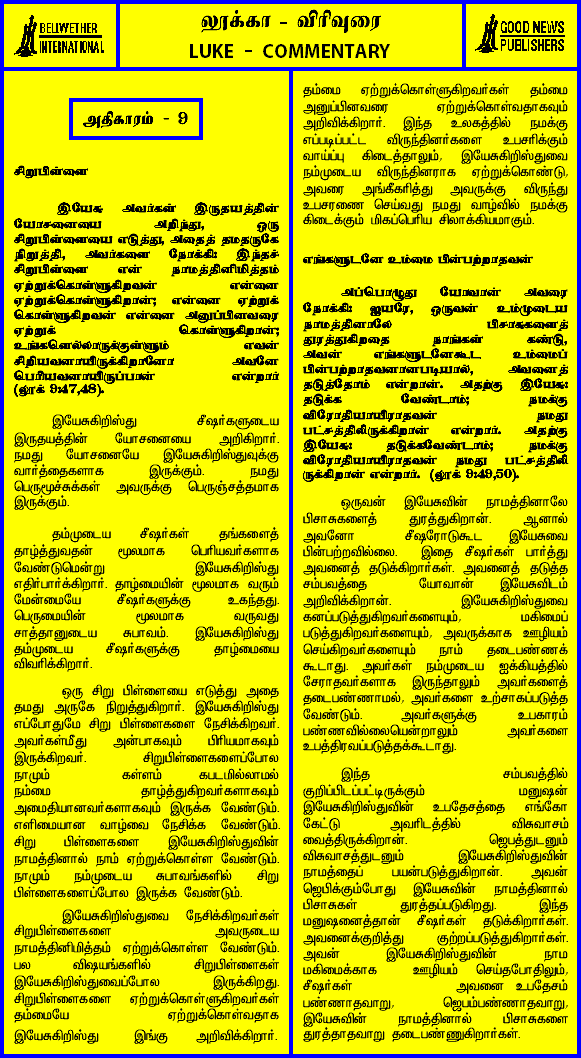 BELWETHER
INTERNATIONAL
லூக்கா - விரிவுரை
LUKE - COMMENTARY
GOOD NEWS
PUBLISHERS
அதிகாரம் - 9
சிறுபிள்ளை
இயேசு அவர்கள் இருதயத்தின்
யோசனையை அறிந்து, ஒரு
சிறுபிள்ளையை எடுத்து, அதைத் தமதருகே
நிறுத்தி, அவர்களை நோக்கி: இந்தச்
சிறுபிள்ளை என் நாமத்தினிமித்தம்
ஏற்றுக்கொள்ளுகிறவன் என்னை
ஏற்றுக்கொள்ளுகிறான்; என்னை ஏற்றுக்
கொள்ளுகிறவன் என்னை அனுப்பினவரை
ஏற்றுக் கொள்ளுகிறான்;
உங்களெல்லாருக்குள்ளும் எவன்
சிறியவனாயிருக்கிறானோ அவனே
பெரியவனாயிருப்பான் என்றார்
(லூக் 9:47,48).
இயேசுகிறிஸ்து சீஷர்களுடைய
இருதயத்தின் யோசனையை அறிகிறார்.
நமது யோசனையே இயேசுகிறிஸ்துவுக்கு
வார்த்தைகளாக இருக்கும். நமது
பெருமூச்சுக்கள் அவருக்கு பெருஞ்சத்தமாக
இருக்கும்.
தம்முடைய சீஷர்கள் தங்களைத்
தாழ்த்துவதன் மூலமாக பெரியவர்களாக
வேண்டுமென்று இயேசுகிறிஸ்து
எதிர்பார்க்கிறார். தாழ்மையின் மூலமாக வரும்
மேன்மையே சீஷர்களுக்கு உகந்தது.
பெருமையின் மூலமாக வருவது
சாத்தானுடைய சுபாவம். இயேசுகிறிஸ்து
தம்முடைய சீஷர்களுக்கு தாழ்மையை
விவரிக்கிறார்.
ஒரு சிறு பிள்ளையை எடுத்து அதை
தமது அருகே நிறுத்துகிறார். இயேசுகிறிஸ்து
எப்போதுமே சிறு பிள்ளைகளை நேசிக்கிறவர்.
அவர்கள்மீது அன்பாகவும் பிரியமாகவும்
இருக்கிறவர். சிறுபிள்ளைகளைப்போல
நாமும் கள்ளம் கபடமில்லாமல்
நம்மை தாழ்த்துகிறவர்களாகவும்
அமைதியானவர்களாகவும் இருக்க வேண்டும்.
எளிமையான வாழ்வை நேசிக்க வேண்டும்.
சிறு பிள்ளைகளை இயேசுகிறிஸ்துவின்
நாமத்தினால் நாம் ஏற்றுக்கொள்ள வேண்டும்.
நாமும் நம்முடைய சுபாவங்களில் சிறு
பிள்ளைகளைப்போல இருக்க வேண்டும்.
இயேசுகிறிஸ்துவை நேசிக்கிறவர்கள்
சிறுபிள்ளைகளை அவருடைய
நாமத்தினிமித்தம் ஏற்றுக்கொள்ள வேண்டும்.
பல விஷயங்களில் சிறுபிள்ளைகள்
இயேசுகிறிஸ்துவைப்போல இருக்கிறது.
சிறுபிள்ளைகளை ஏற்றுக்கொள்ளுகிறவர்கள்
தம்மையே ஏற்றுக்கொள்வதாக
இயேசுகிறிஸ்து இங்கு அறிவிக்கிறார்.
தம்மை ஏற்றுக்கொள்ளுகிறவர்கள் தம்மை
அனுப்பினவரை ஏற்றுக்கொள்வதாகவும்
அறிவிக்கிறார். இந்த உலகத்தில் நமக்கு
எப்படிப்பட்ட விருந்தினர்களை உபசரிக்கும்
வாய்ப்பு கிடைத்தாலும், இயேசுகிறிஸ்துவை
நம்முடைய விருந்தினராக ஏற்றுக்கொண்டு,
அவரை அங்கீகரித்து அவருக்கு விருந்து
உபசரணை செய்வது நமது வாழ்வில் நமக்கு
கிடைக்கும் மிகப்பெரிய சிலாக்கியமாகும்.
எங்களுடனே உம்மை பின்பற்றாதவன்
அப்பொழுது யோவான் அவரை
நோக்கி: ஐயரே, ஒருவன் உம்முடைய
நாமத்தினாலே பிசாசுகளைத்
துரத்துகிறதை நாங்கள் கண்டு,
அவன் எங்களுடனேகூட உம்மைப்
பின்பற்றாதவனானபடியால், அவனைத்
தடுத்தோம் என்றான். அதற்கு இயேசு:
தடுக்க வேண்டாம்; நமக்கு
விரோதியாயிராதவன் நமது
பட்சத்திலிருக்கிறான் என்றார். அதற்கு
இயேசு: தடுக்கவேண்டாம்; நமக்கு
விரோதியாயிராதவன் நமது பட்சத்திலி
ருக்கிறான் என்றார். (லூக் 9:49,50).
ஒருவன் இயேசுவின் நாமத்தினாலே
பிசாசுகளைத் துரத்துகிறான். ஆனால்
அவனோ சீஷரோடுகூட இயேசுவை
பின்பற்றவில்லை. இதை சீஷர்கள் பார்த்து
அவனைத் தடுக்கிறார்கள். அவனைத் தடுத்த
சம்பவத்தை யோவான் இயேசுவிடம்
அறிவிக்கிறான். இயேசுகிறிஸ்துவை
கனப்படுத்துகிறவர்களையும், மகிமைப்
படுத்துகிறவர்களையும், அவருக்காக ஊழியம்
செய்கிறவர்களையும் நாம் தடைபண்ணக்
கூடாது. அவர்கள் நம்முடைய ஐக்கியத்தில்
சேராதவர்களாக இருந்தாலும் அவர்களைத்
தடைபண்ணாமல், அவர்களை உற்சாகப்படுத்த
வேண்டும். அவர்களுக்கு உபகாரம்
பண்ணவில்லையென்றாலும் அவர்களை
உபத்திரவப்படுத்தக்கூடாது.
இந்த சம்பவத்தில்
குறிப்பிடப்பட்டிருக்கும் மனுஷன்
இயேசுகிறிஸ்துவின் உபதேசத்தை எங்கோ
கேட்டு அவரிடத்தில் விசுவாசம்
வைத்திருக்கிறான். ஜெபத்துடனும்
விசுவாசத்துடனும் இயேசுகிறிஸ்துவின்
நாமத்தைப் பயன்படுத்துகிறான். அவன்
ஜெபிக்கும்போது இயேசுவின் நாமத்தினால்
பிசாசுகள் துரத்தப்படுகிறது. இந்த
மனுஷனைத்தான் சீஷர்கள் தடுக்கிறார்கள்.
அவனைக்குறித்து குற்றப்படுத்துகிறார்கள்.
அவன் இயேசுகிறிஸ்துவின் நாம
மகிமைக்காக ஊழியம் செய்தபோதிலும்,
சீஷர்கள் அவனை உபதேசம்
பண்ணாதவாறு, ஜெபம்பண்ணாதவாறு,
இயேசுவின் நாமத்தினால் பிசாசுகளை
துரத்தாதவாறு தடைபண்ணுகிறார்கள்.